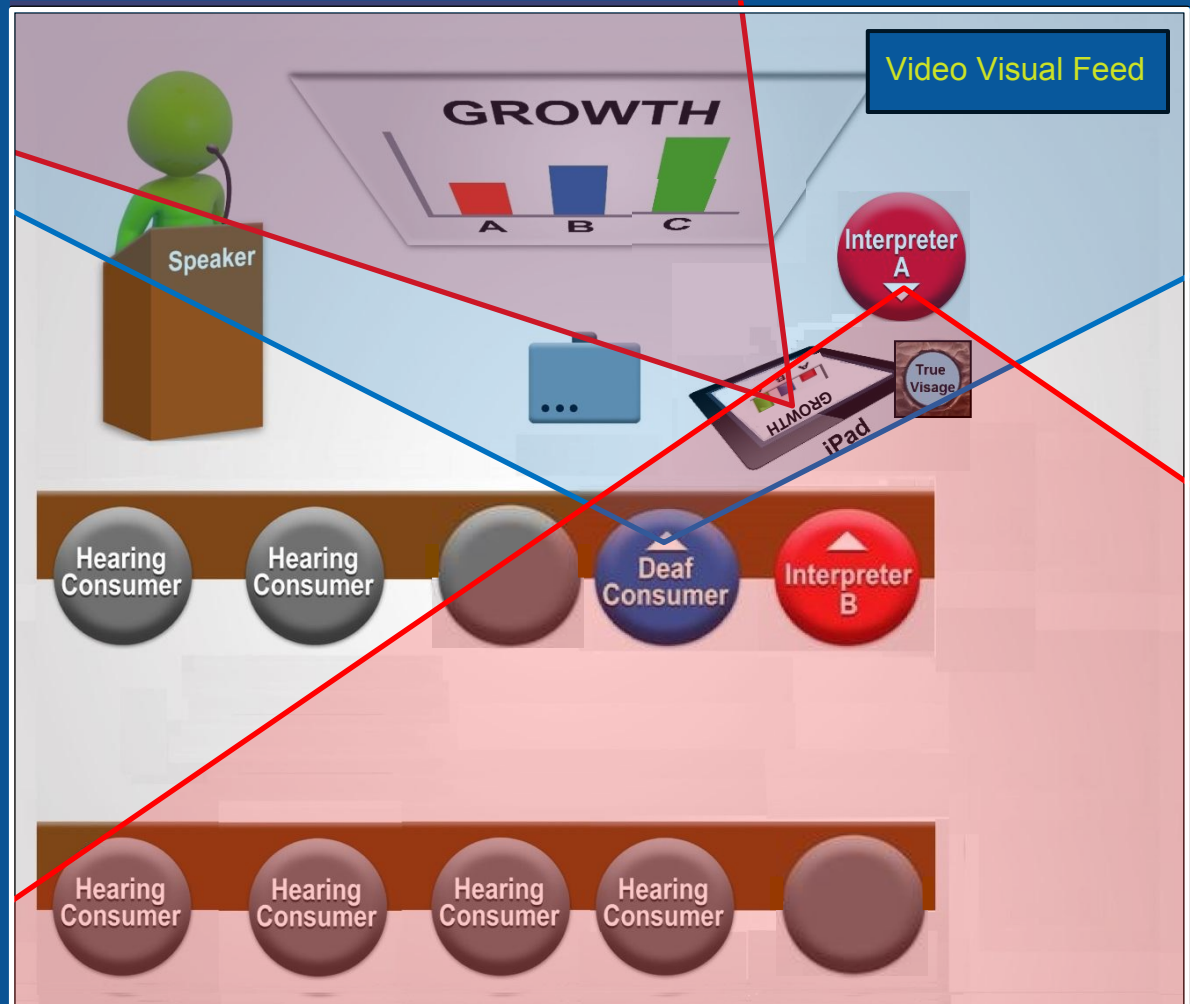 Video Visual Feed
GROWTH
A B C
Speaker
Interpreter
A
True
Visage
A
GROWTH
iPad
Hearing
Consumer
Hearing
Consumer
Deaf
Consumer
Interpreter
B
Hearing
Consumer
Hearing
Consumer
Hearing
Consumer
Hearing
Consumer